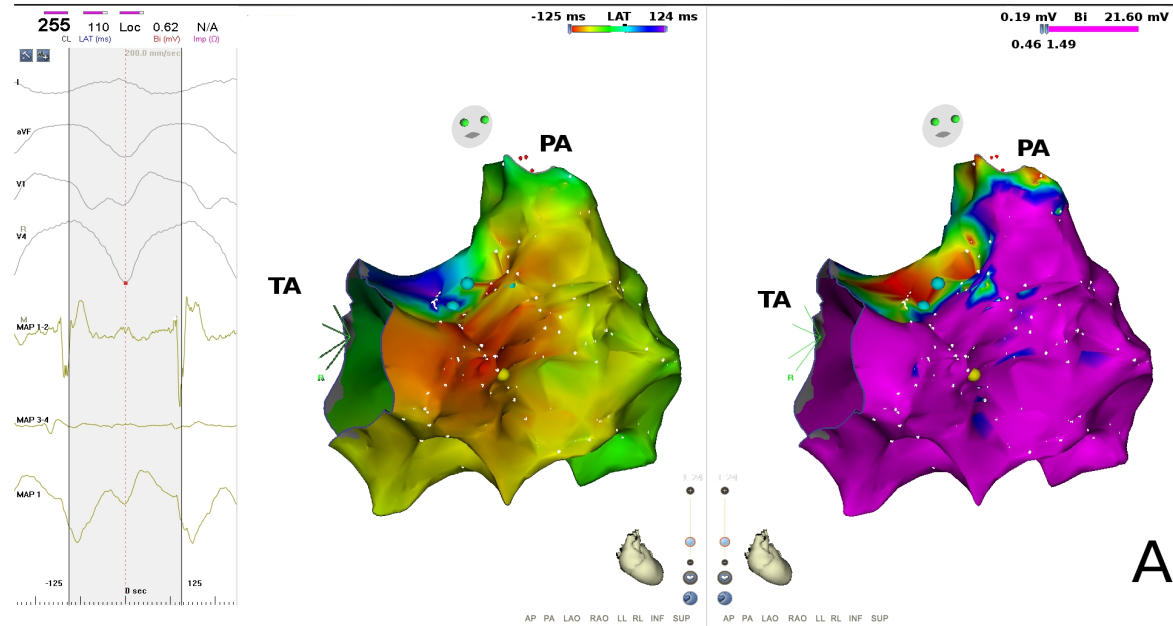 255 110 Loc 0.62 N/A
CL LAT (ms) Bi (mV) Imp (Ω)
200.0 mm/sec
I
aVF
V1
R
V4
M
MAP 1-2
MAP 3-4
MAP 1
-125 125
0 sec
-125 ms LAT 124 ms
PA
TA
R
AP PA LAO RAO LL RL INF SUP
0.19 mV Bi 21.60 mV
0.46 1.49
PA
TA
R
A
AP PA LAO RAO LL RL INF SUP